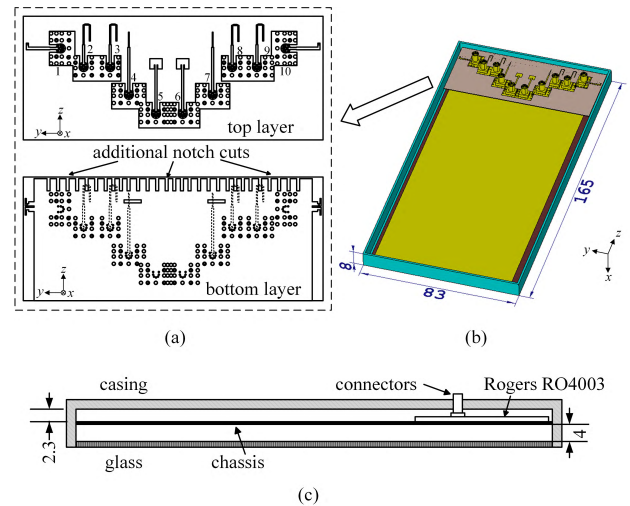 (a)
1
2
3
4
5
6
7
8
9
10
top layer
z
y
x
additional notch cuts
bottom layer
z
y
x
(b)
165
83
8
y
z
x
casing
connectors
Rogers RO4003
2.3
4
glass
chassis
(c)